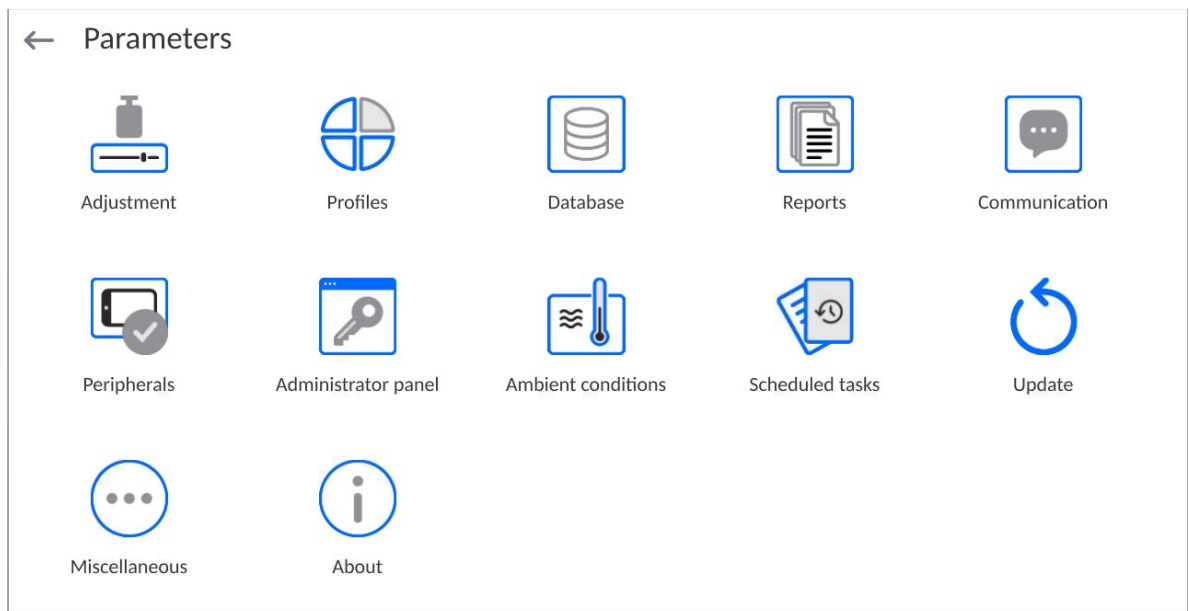 Parameters
Adjustment Profiles Database Reports Communication
Peripherals Administrator panel Ambient conditions Scheduled tasks Update
Miscellaneous About